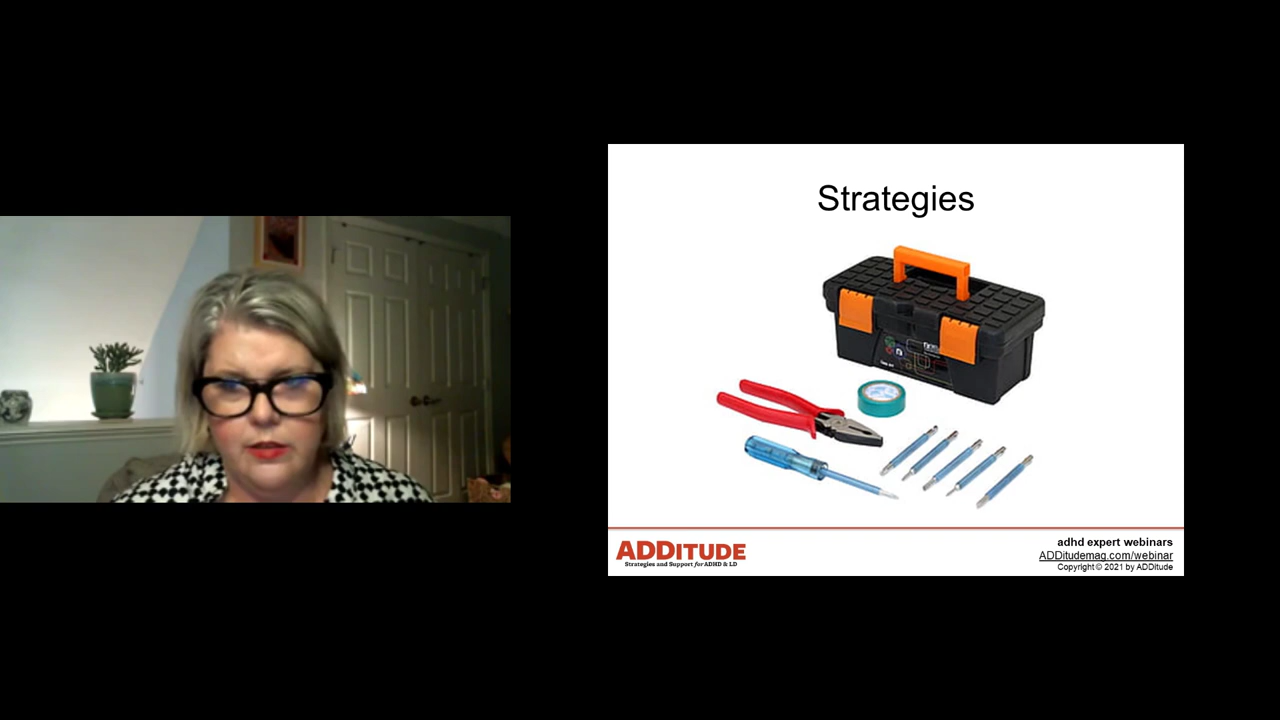 Strategies
ADDITUDE
Strategies and Support for ADHD & LD
adhd expert webinars
ADDitudemag.com/webinar
Copyright © 2021 by ADDitude